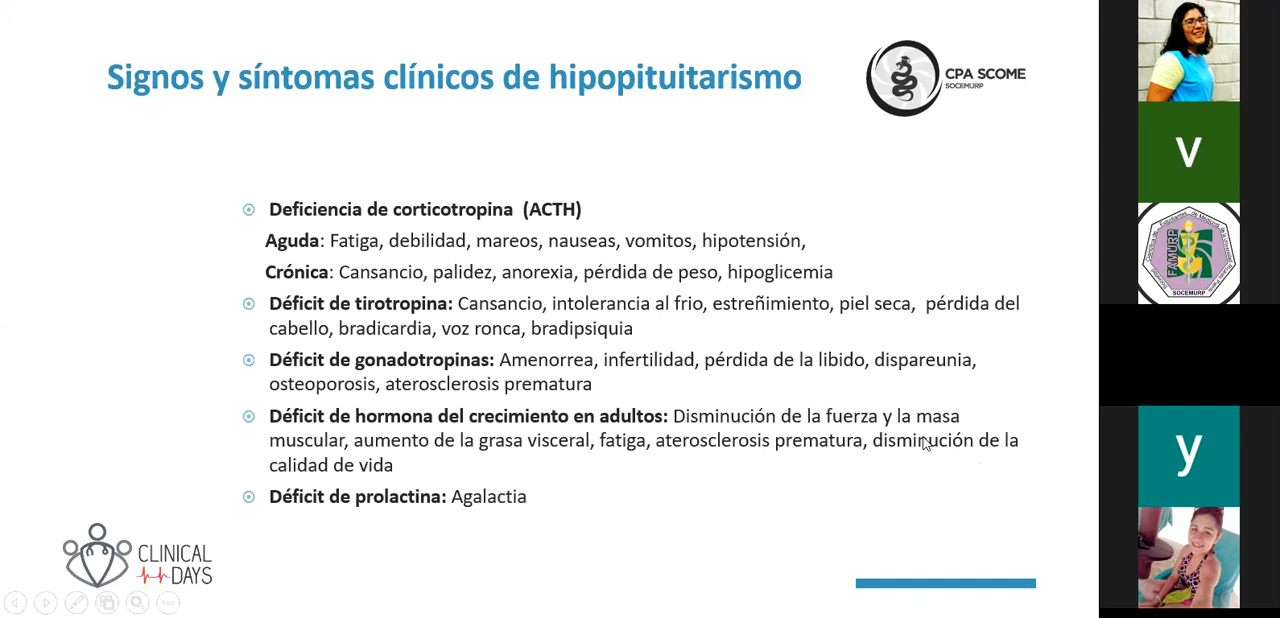 Signos y síntomas clínicos de hipopituitarismo
CPA SCOME
SOCEMURP
Deficiencia de corticotropina (ACTH)
Aguda: Fatiga, debilidad, mareos, nauseas, vomitos, hipotensión,
Crónica: Cansancio, palidez, anorexia, pérdida de peso, hipoglicemia
Déficit de tirotropina: Cansancio, intolerancia al frio, estreñimiento, piel seca, pérdida del
cabello, bradicardia, voz ronca, bradipsiquia
Déficit de gonadotropinas: Amenorrea, infertilidad, pérdida de la libido, dispareunia,
osteoporosis, aterosclerosis prematura
Déficit de hormona del crecimiento en adultos: Disminución de la fuerza y la masa
muscular, aumento de la grasa visceral, fatiga, aterosclerosis prematura, disminución de la
calidad de vida
Déficit de prolactina: Agalactia
CLINICAL
DAYS
v
FAMURP
SOCEMURP
y